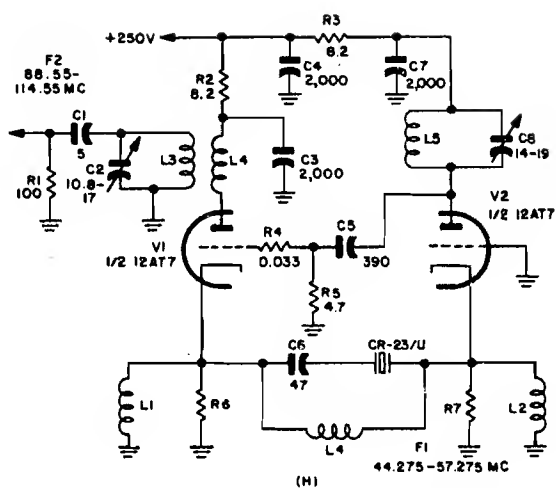 +250V
R3
8.2
C4
2,000
C7
2,000
F2
88.55-
114.55 MC
R2
8.2
C1
5
L3
L4
C3
2,000
L5
C8
14-19
R1
100
C2
10.8-
17
V1
1/2 12AT7
R4
0.033
C5
390
V2
1/2 12AT7
R5
4.7
C6
47
CR-23/U
L1
R6
L4
R7
L2
F1
44.275-57.275 MC
(H)